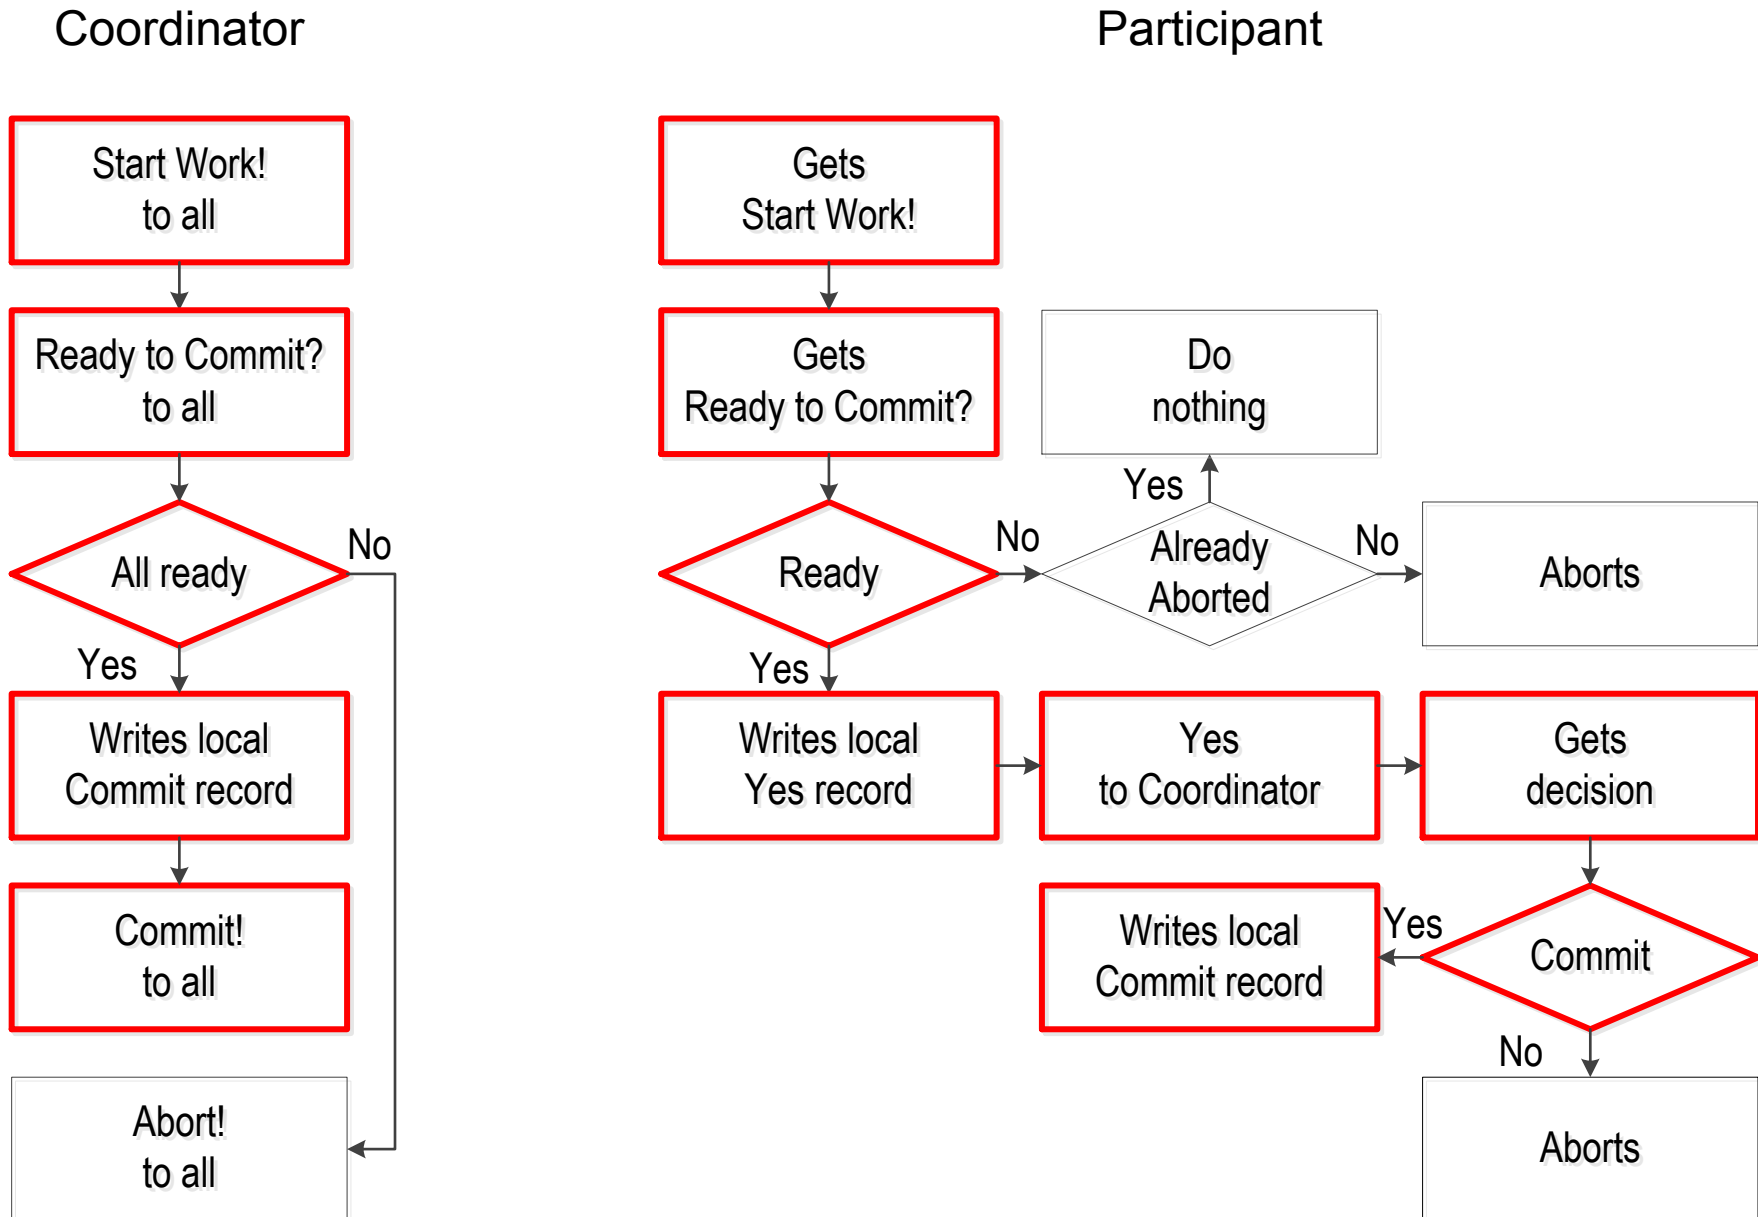 Coordinator
Participant
Start Work!
to all
Ready to Commit?
to all
All ready
No
Yes
Writes local
Commit record
Commit!
to all
Abort!
to all
Gets
Start Work!
Gets
Ready to Commit?
Do
nothing
Yes
Ready
No
Already
Aborted
No
Aborts
Yes
Writes local
Yes record
Yes
to Coordinator
Gets
decision
Writes local
Commit record
Yes
Commit
No
Aborts